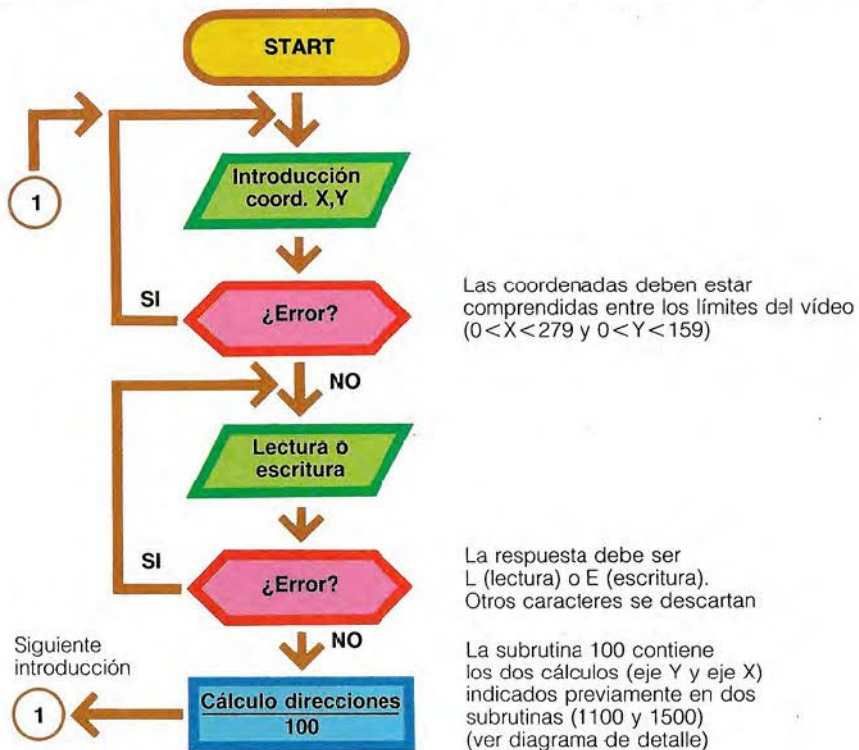 START
1
Introducción
coord. X,Y
SI
¿Error?
Las coordenadas deben estar
comprendidas entre los límites del vídeo
(0<X<279 y 0<Y<159)
NO
Lectura o
escritura
SI
¿Error?
La respuesta debe ser
L (lectura) o E (escritura).
Otros caracteres se descartan
NO
Siguiente
introducción
1
Cálculo direcciones
100
La subrutina 100 contiene
los dos cálculos (eje Y y eje X)
indicados previamente en dos
subrutinas (1100 y 1500)
(ver diagrama de detalle)